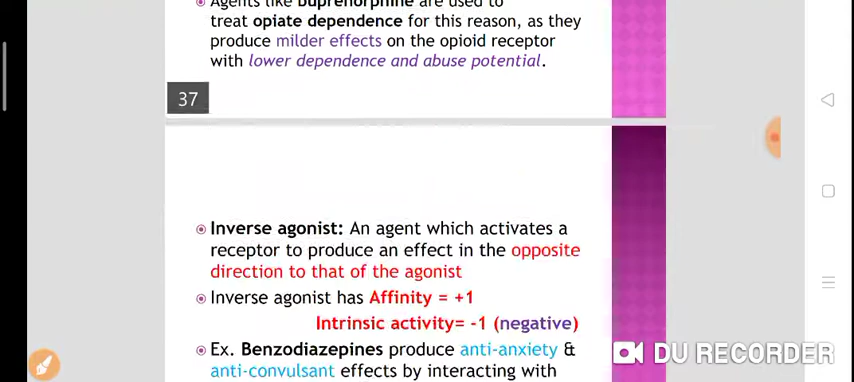 Agents like buprenorphine are used to
treat opiate dependence for this reason, as they
produce milder effects on the opioid receptor
with lower dependence and abuse potential.
37
Inverse agonist: An agent which activates a
receptor to produce an effect in the opposite
direction to that of the agonist
Inverse agonist has Affinity = +1
Intrinsic activity= -1 (negative)
Ex. Benzodiazepines produce anti-anxiety &
anti-convulsant effects by interacting with
DU RECORDER